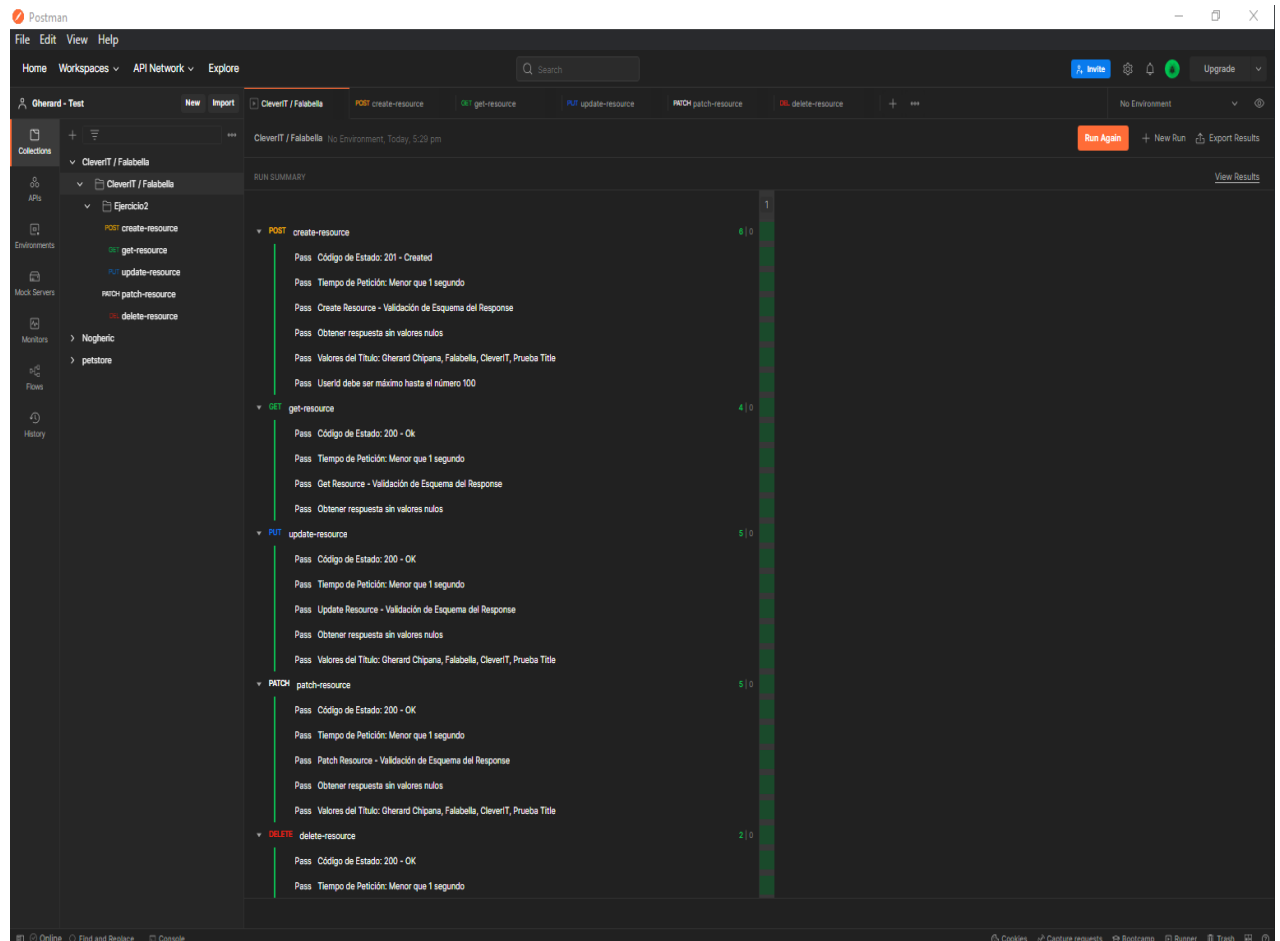 Postman
File Edit View Help
Home Workspaces API Network Explore
Search
Invite
Upgrade
Gherard - Test
New Import
CleverIT / Falabella
POST create-resource
GET get-resource
PUT update-resource
PATCH patch-resource
DEL delete-resource
No Environment
Collections
APIs
Environments
Mock Servers
Monitors
Flows
History
CleverIT / Falabella
CleverIT / Falabella
Ejercicio2
POST create-resource
GET get-resource
PUT update-resource
PATCH patch-resource
DEL delete-resource
Nogheric
petstore
CleverIT / Falabella No Environment, Today, 5:29 pm
Run Again
New Run
Export Results
RUN SUMMARY
View Results
1
POST create-resource 6 | 0
Pass Código de Estado: 201 - Created
Pass Tiempo de Petición: Menor que 1 segundo
Pass Create Resource - Validación de Esquema del Response
Pass Obtener respuesta sin valores nulos
Pass Valores del Título: Gherard Chipana, Falabella, CleverIT, Prueba Title
Pass UserId debe ser máximo hasta el número 100
GET get-resource 4 | 0
Pass Código de Estado: 200 - Ok
Pass Tiempo de Petición: Menor que 1 segundo
Pass Get Resource - Validación de Esquema del Response
Pass Obtener respuesta sin valores nulos
PUT update-resource 5 | 0
Pass Código de Estado: 200 - OK
Pass Tiempo de Petición: Menor que 1 segundo
Pass Update Resource - Validación de Esquema del Response
Pass Obtener respuesta sin valores nulos
Pass Valores del Título: Gherard Chipana, Falabella, CleverIT, Prueba Title
PATCH patch-resource 5 | 0
Pass Código de Estado: 200 - OK
Pass Tiempo de Petición: Menor que 1 segundo
Pass Patch Resource - Validación de Esquema del Response
Pass Obtener respuesta sin valores nulos
Pass Valores del Título: Gherard Chipana, Falabella, CleverIT, Prueba Title
DELETE delete-resource 2 | 0
Pass Código de Estado: 200 - OK
Pass Tiempo de Petición: Menor que 1 segundo
Online Find and Replace Console
Cookies Capture requests Bootcamp Runner Trash